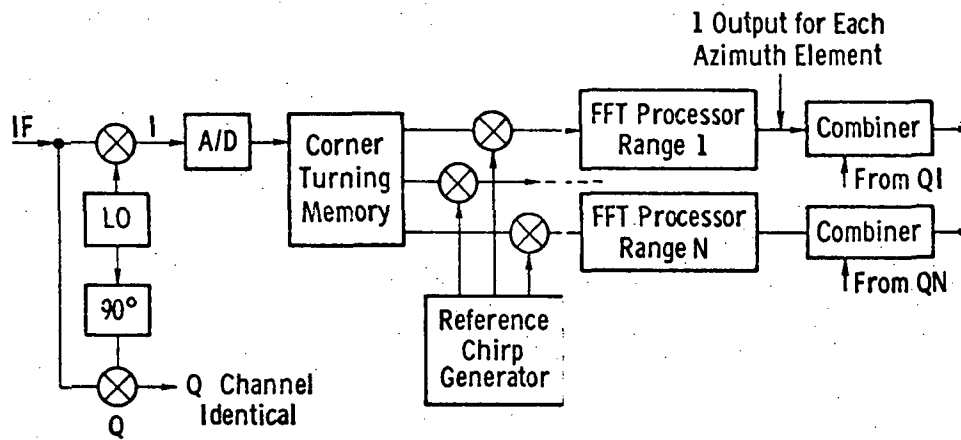 1 Output for Each
Azimuth Element
IF
I
A/D
Corner
Turning
Memory
FFT Processor
Range 1
Combiner
From QI
LO
FFT Processor
Range N
Combiner
From QN
90°
Reference
Chirp
Generator
Q Channel
Identical
Q